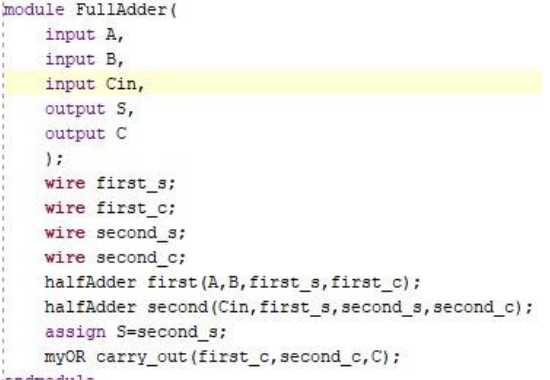 module FullAdder(
input A,
input B,
input Cin,
output S,
output C
);
wire first_s;
wire first_c;
wire second_s;
wire second_c;
halfAdder first(A,B,first_s,first_c);
halfAdder second(Cin,first_s,second_s,second_c);
assign S=second_s;
myOR carry_out(first_c,second_c,C);
endmodule